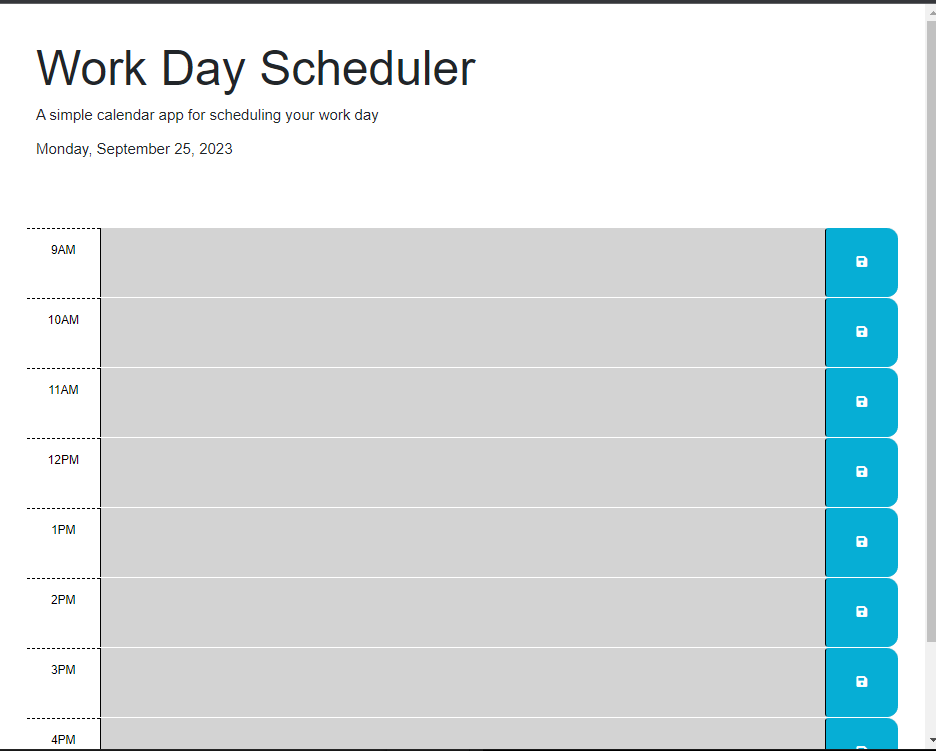 Work Day Scheduler
A simple calendar app for scheduling your work day
Monday, September 25, 2023
9AM
10AM
11AM
12PM
1PM
2PM
3PM
4PM